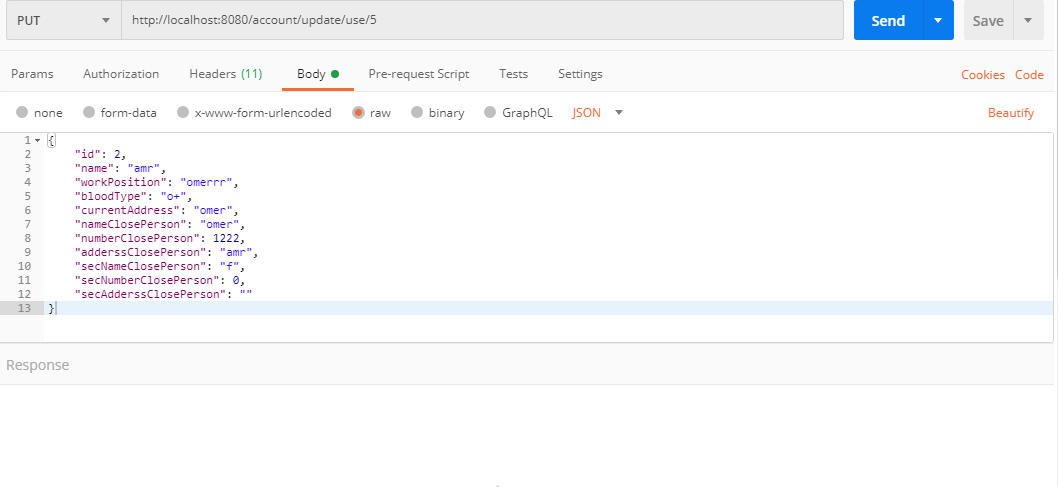 PUT http://localhost:8080/account/update/use/5 Send Save
Params Authorization Headers (11) Body Pre-request Script Tests Settings Cookies Code
none form-data x-www-form-urlencoded raw binary GraphQL JSON Beautify
1 {
2 "id": 2,
3 "name": "amr",
4 "workPosition": "omerrr",
5 "bloodType": "o+",
6 "currentAddress": "omer",
7 "nameClosePerson": "omer",
8 "numberClosePerson": 1222,
9 "adderssClosePerson": "amr",
10 "secNameClosePerson": "f",
11 "secNumberClosePerson": 0,
12 "secAdderssClosePerson": ""
13 }
Response